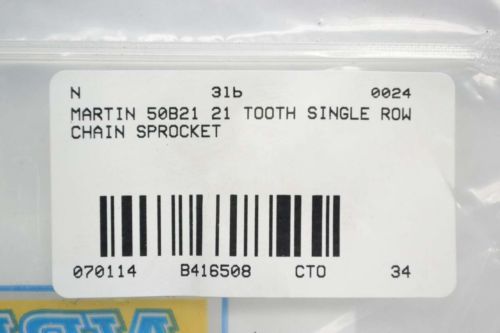 N 31b 0024
MARTIN 50B21 21 TOOTH SINGLE ROW
CHAIN SPROCKET
070114 B416508 CTO 34